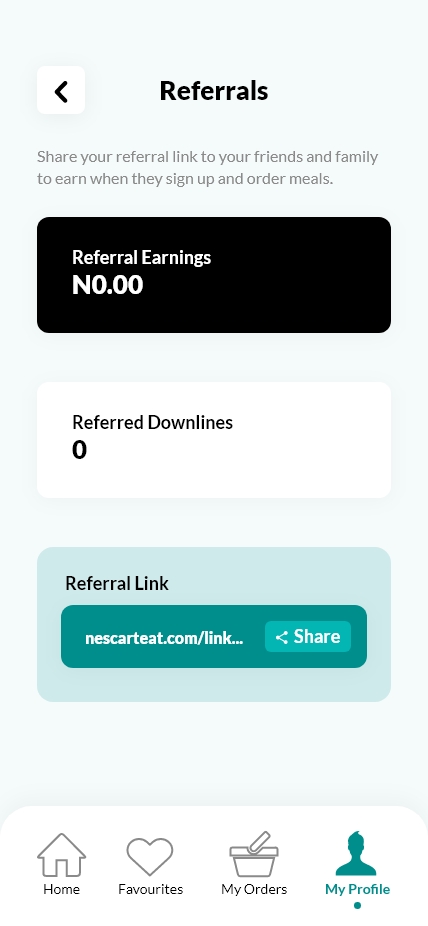 Referrals
Share your referral link to your friends and family
to earn when they sign up and order meals.
Referral Earnings
N0.00
Referred Downlines
0
Referral Link
nescarteat.com/link...
Share
Home
Favourites
My Orders
My Profile